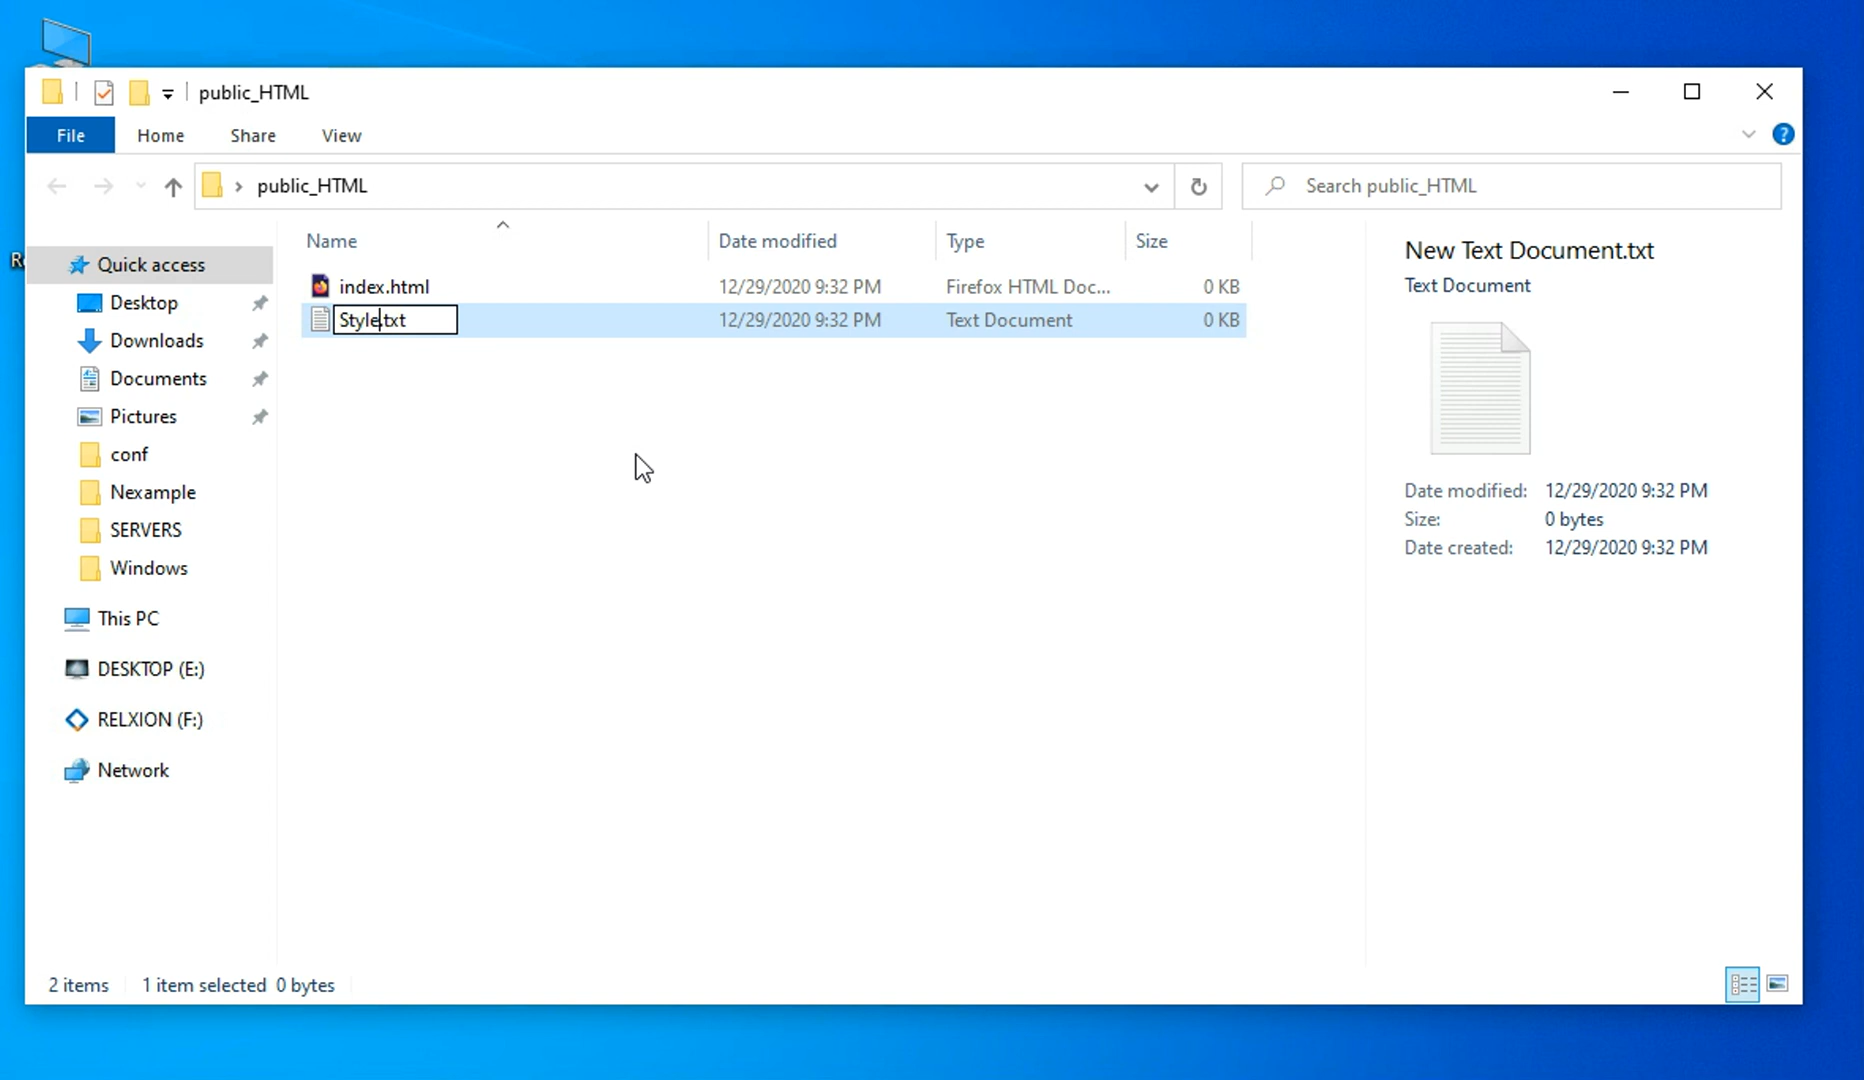 public_HTML
File Home Share View
public_HTML
Search public_HTML
Name Date modified Type Size
index.html 12/29/2020 9:32 PM Firefox HTML Doc... 0 KB
Style.txt 12/29/2020 9:32 PM Text Document 0 KB
Quick access
Desktop
Downloads
Documents
Pictures
conf
Nexample
SERVERS
Windows
This PC
DESKTOP (E:)
RELXION (F:)
Network
New Text Document.txt
Text Document
Date modified: 12/29/2020 9:32 PM
Size: 0 bytes
Date created: 12/29/2020 9:32 PM
2 items 1 item selected 0 bytes